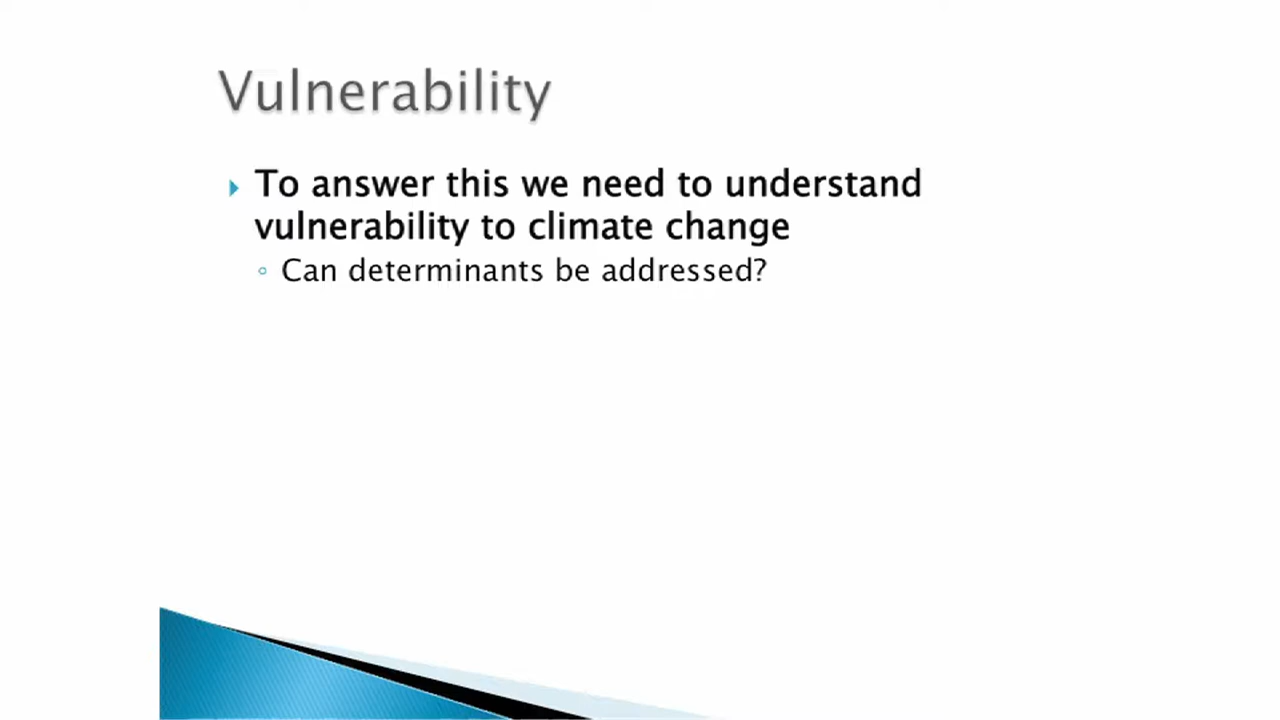 Vulnerability
To answer this we need to understand
vulnerability to climate change
Can determinants be addressed?